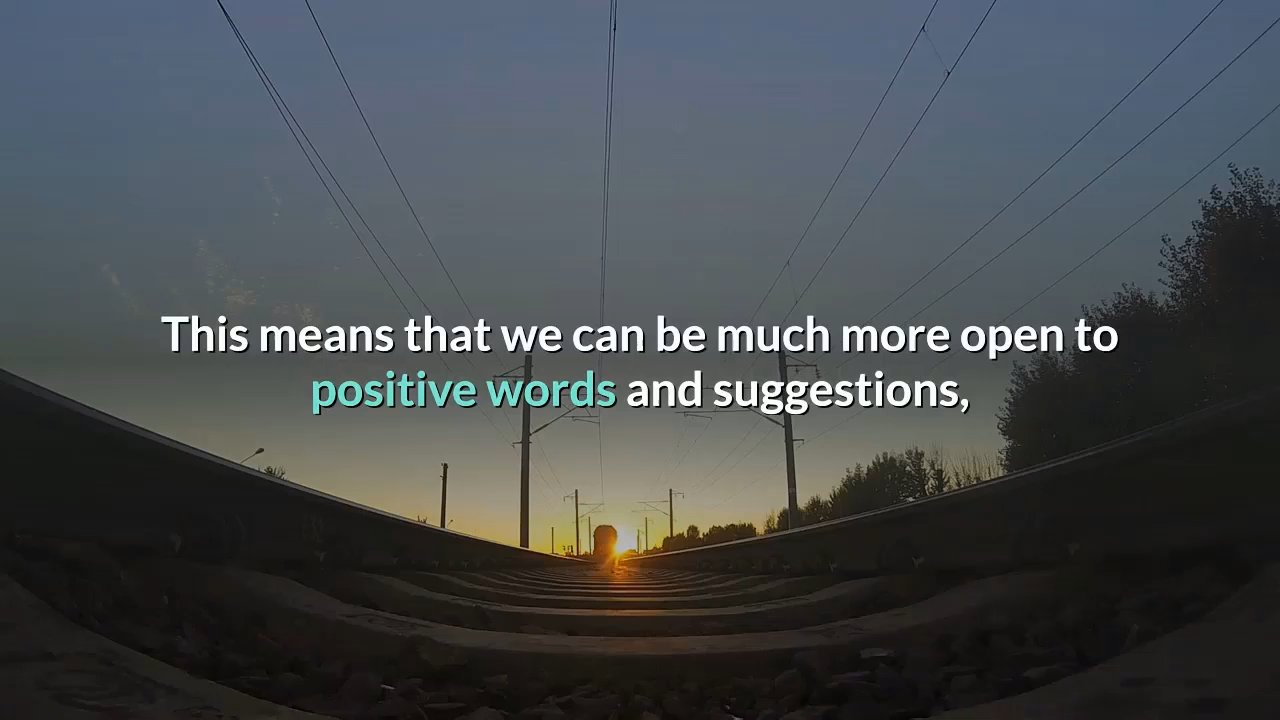 This means that we can be much more open to
positive words and suggestions,